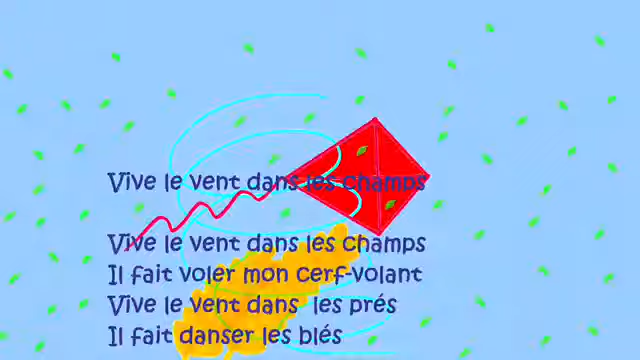 Vive le vent dans les champs
Vive le vent dans les champs
Il fait voler mon cerf-volant
Vive le vent dans les prés
Il fait danser les blés